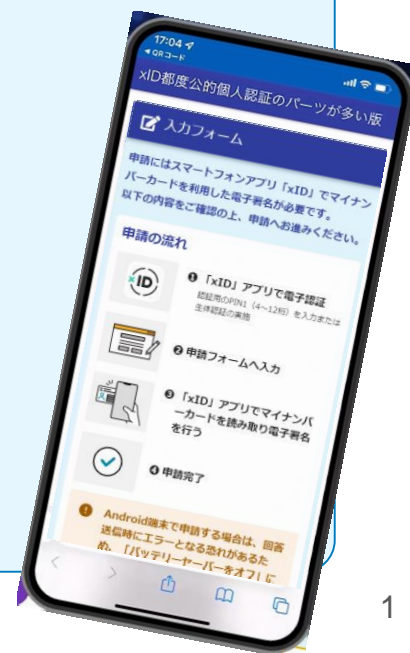 17:04
◀ QRコード
xID都度公的個人認証のパーツが多い版
入力フォーム
申請にはスマートフォンアプリ「xID」でマイナン
バーカードを利用した電子署名が必要です。
以下の内容をご確認の上、申請へお進みください。
申請の流れ
xID
❶ 「xID」アプリで電子認証
認証用のPIN1（4～12桁）を入力または
生体認証の実施
❷ 申請フォームへ入力
❸ 「xID」アプリでマイナンバ
ーカードを読み取り電子署名
を行う
❹ 申請完了
Android端末で申請する場合は、回答
送信時にエラーとなる恐れがあるた
め、「バッテリーセーバーをオフ」に
1